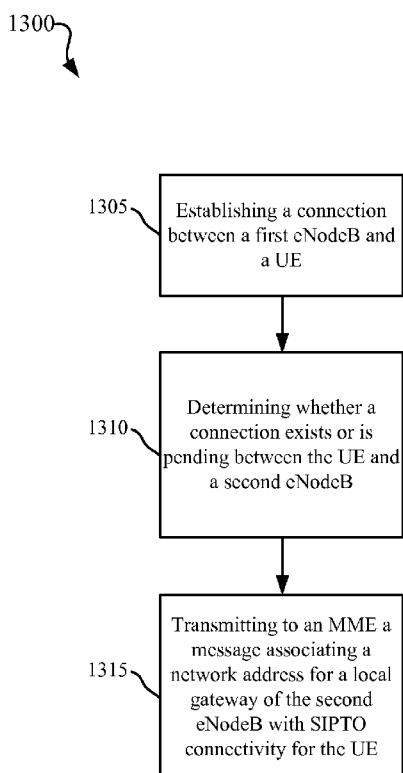 1300
1305
Establishing a connection
between a first eNodeB and
a UE
1310
Determining whether a
connection exists or is
pending between the UE and
a second eNodeB
1315
Transmitting to an MME a
message associating a
network address for a local
gateway of the second
eNodeB with SIPTO
connectivity for the UE